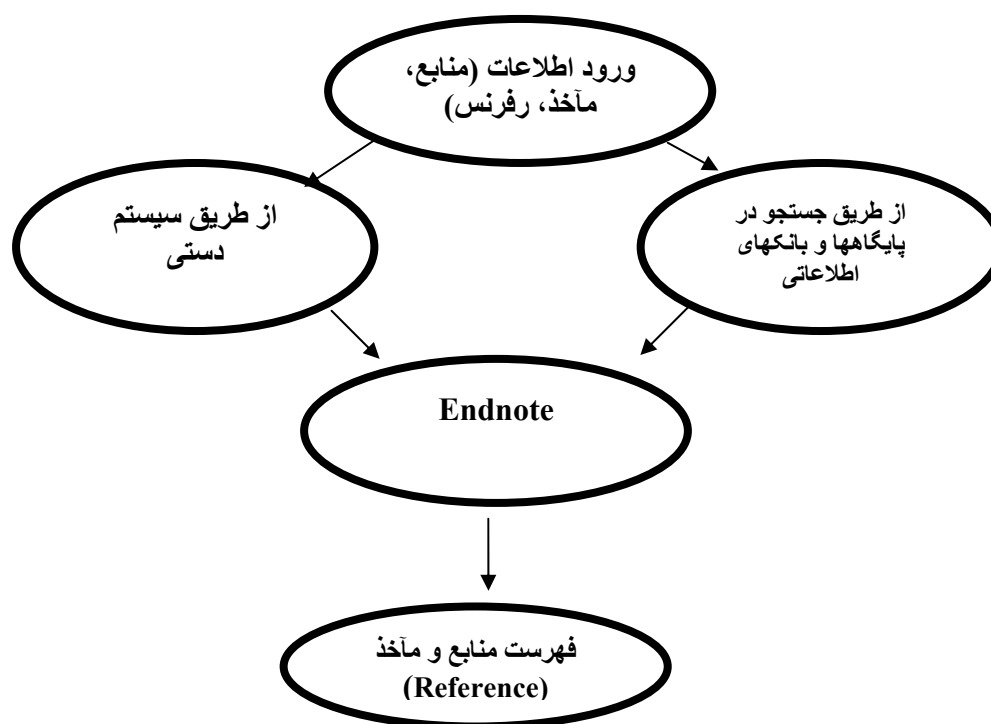 ورود اطلاعات (منابع،
مآخذ، رفرنس)
از طریق جستجو در
پایگاهها و بانکهای
اطلاعاتی
از طریق سیستم
دستی
Endnote
فهرست منابع و مآخذ
(Reference)